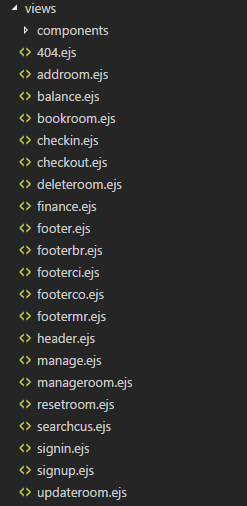 views
components
404.ejs
addroom.ejs
balance.ejs
bookroom.ejs
checkin.ejs
checkout.ejs
deleteroom.ejs
finance.ejs
footer.ejs
footerbr.ejs
footerci.ejs
footerco.ejs
footermr.ejs
header.ejs
manage.ejs
manageroom.ejs
resetroom.ejs
searchcus.ejs
signin.ejs
signup.ejs
updateroom.ejs